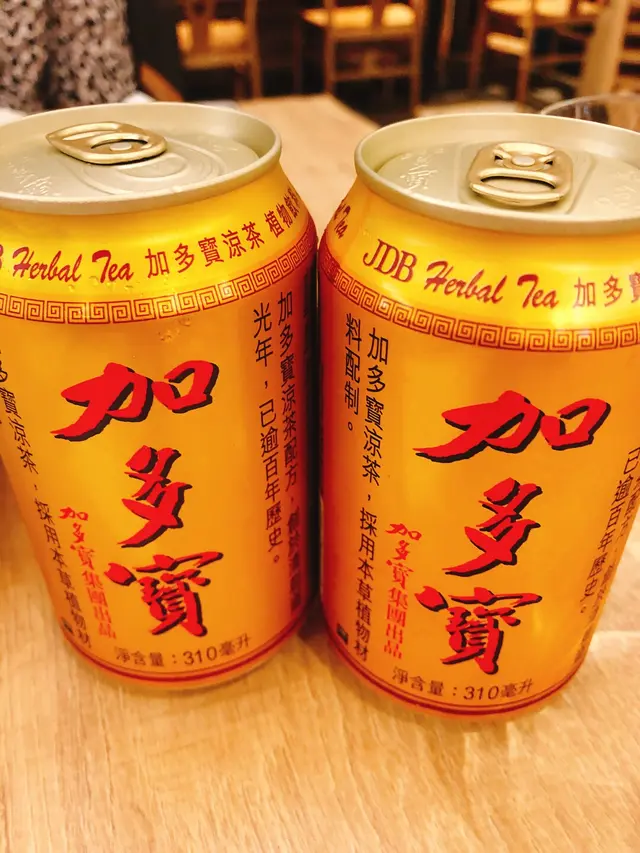 Herbal Tea 加多寶涼茶 植物
加多寶
加多寶集團出品
加多寶涼茶配方，
光年，已逾百年歷史。
寶涼茶，採用本草植物材
淨含量：310毫升
JDB Herbal Tea 加多
加多寶
加多寶集團出品
加多寶涼茶，採用本草植物材
料配制。
已逾百年歷史。
淨含量：310毫升
Tea